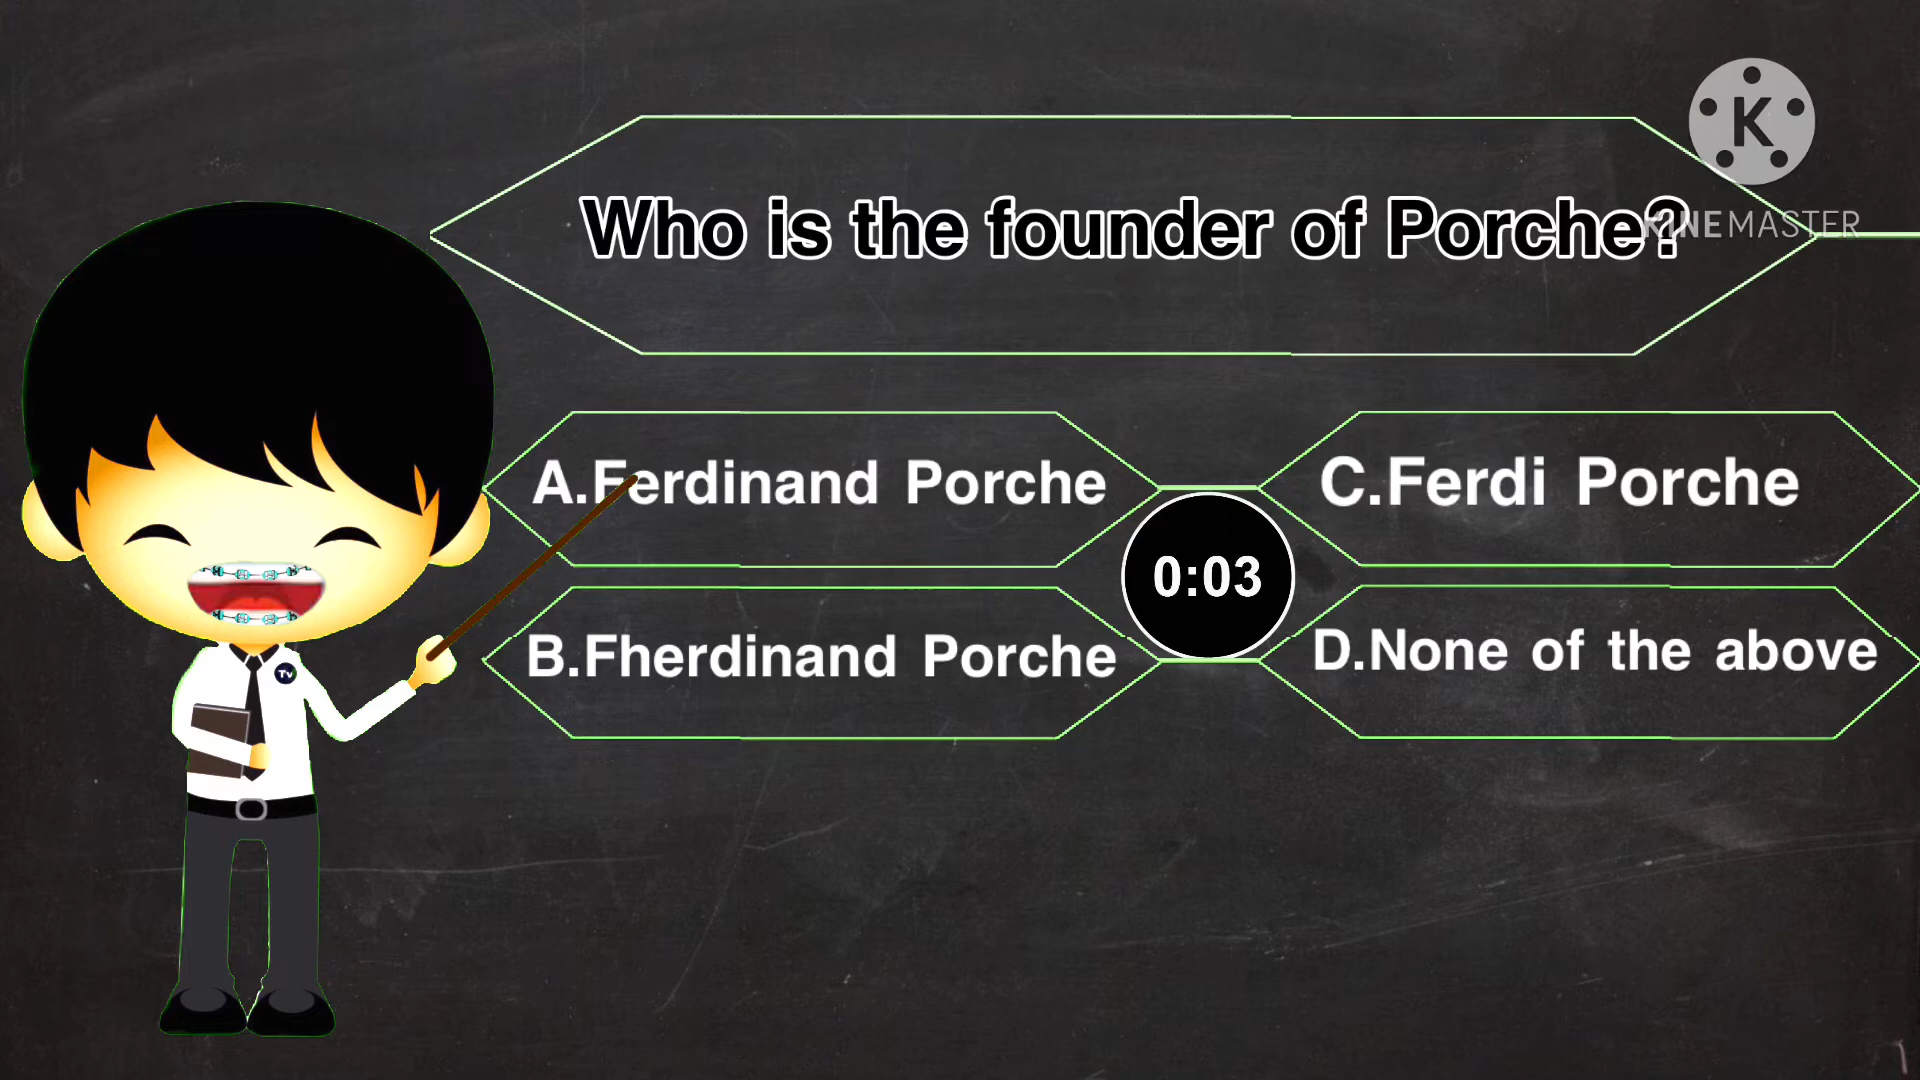 K
KINEMASTER
Who is the founder of Porche?
A.Ferdinand Porche
C.Ferdi Porche
0:03
B.Fherdinand Porche
D.None of the above
Tv